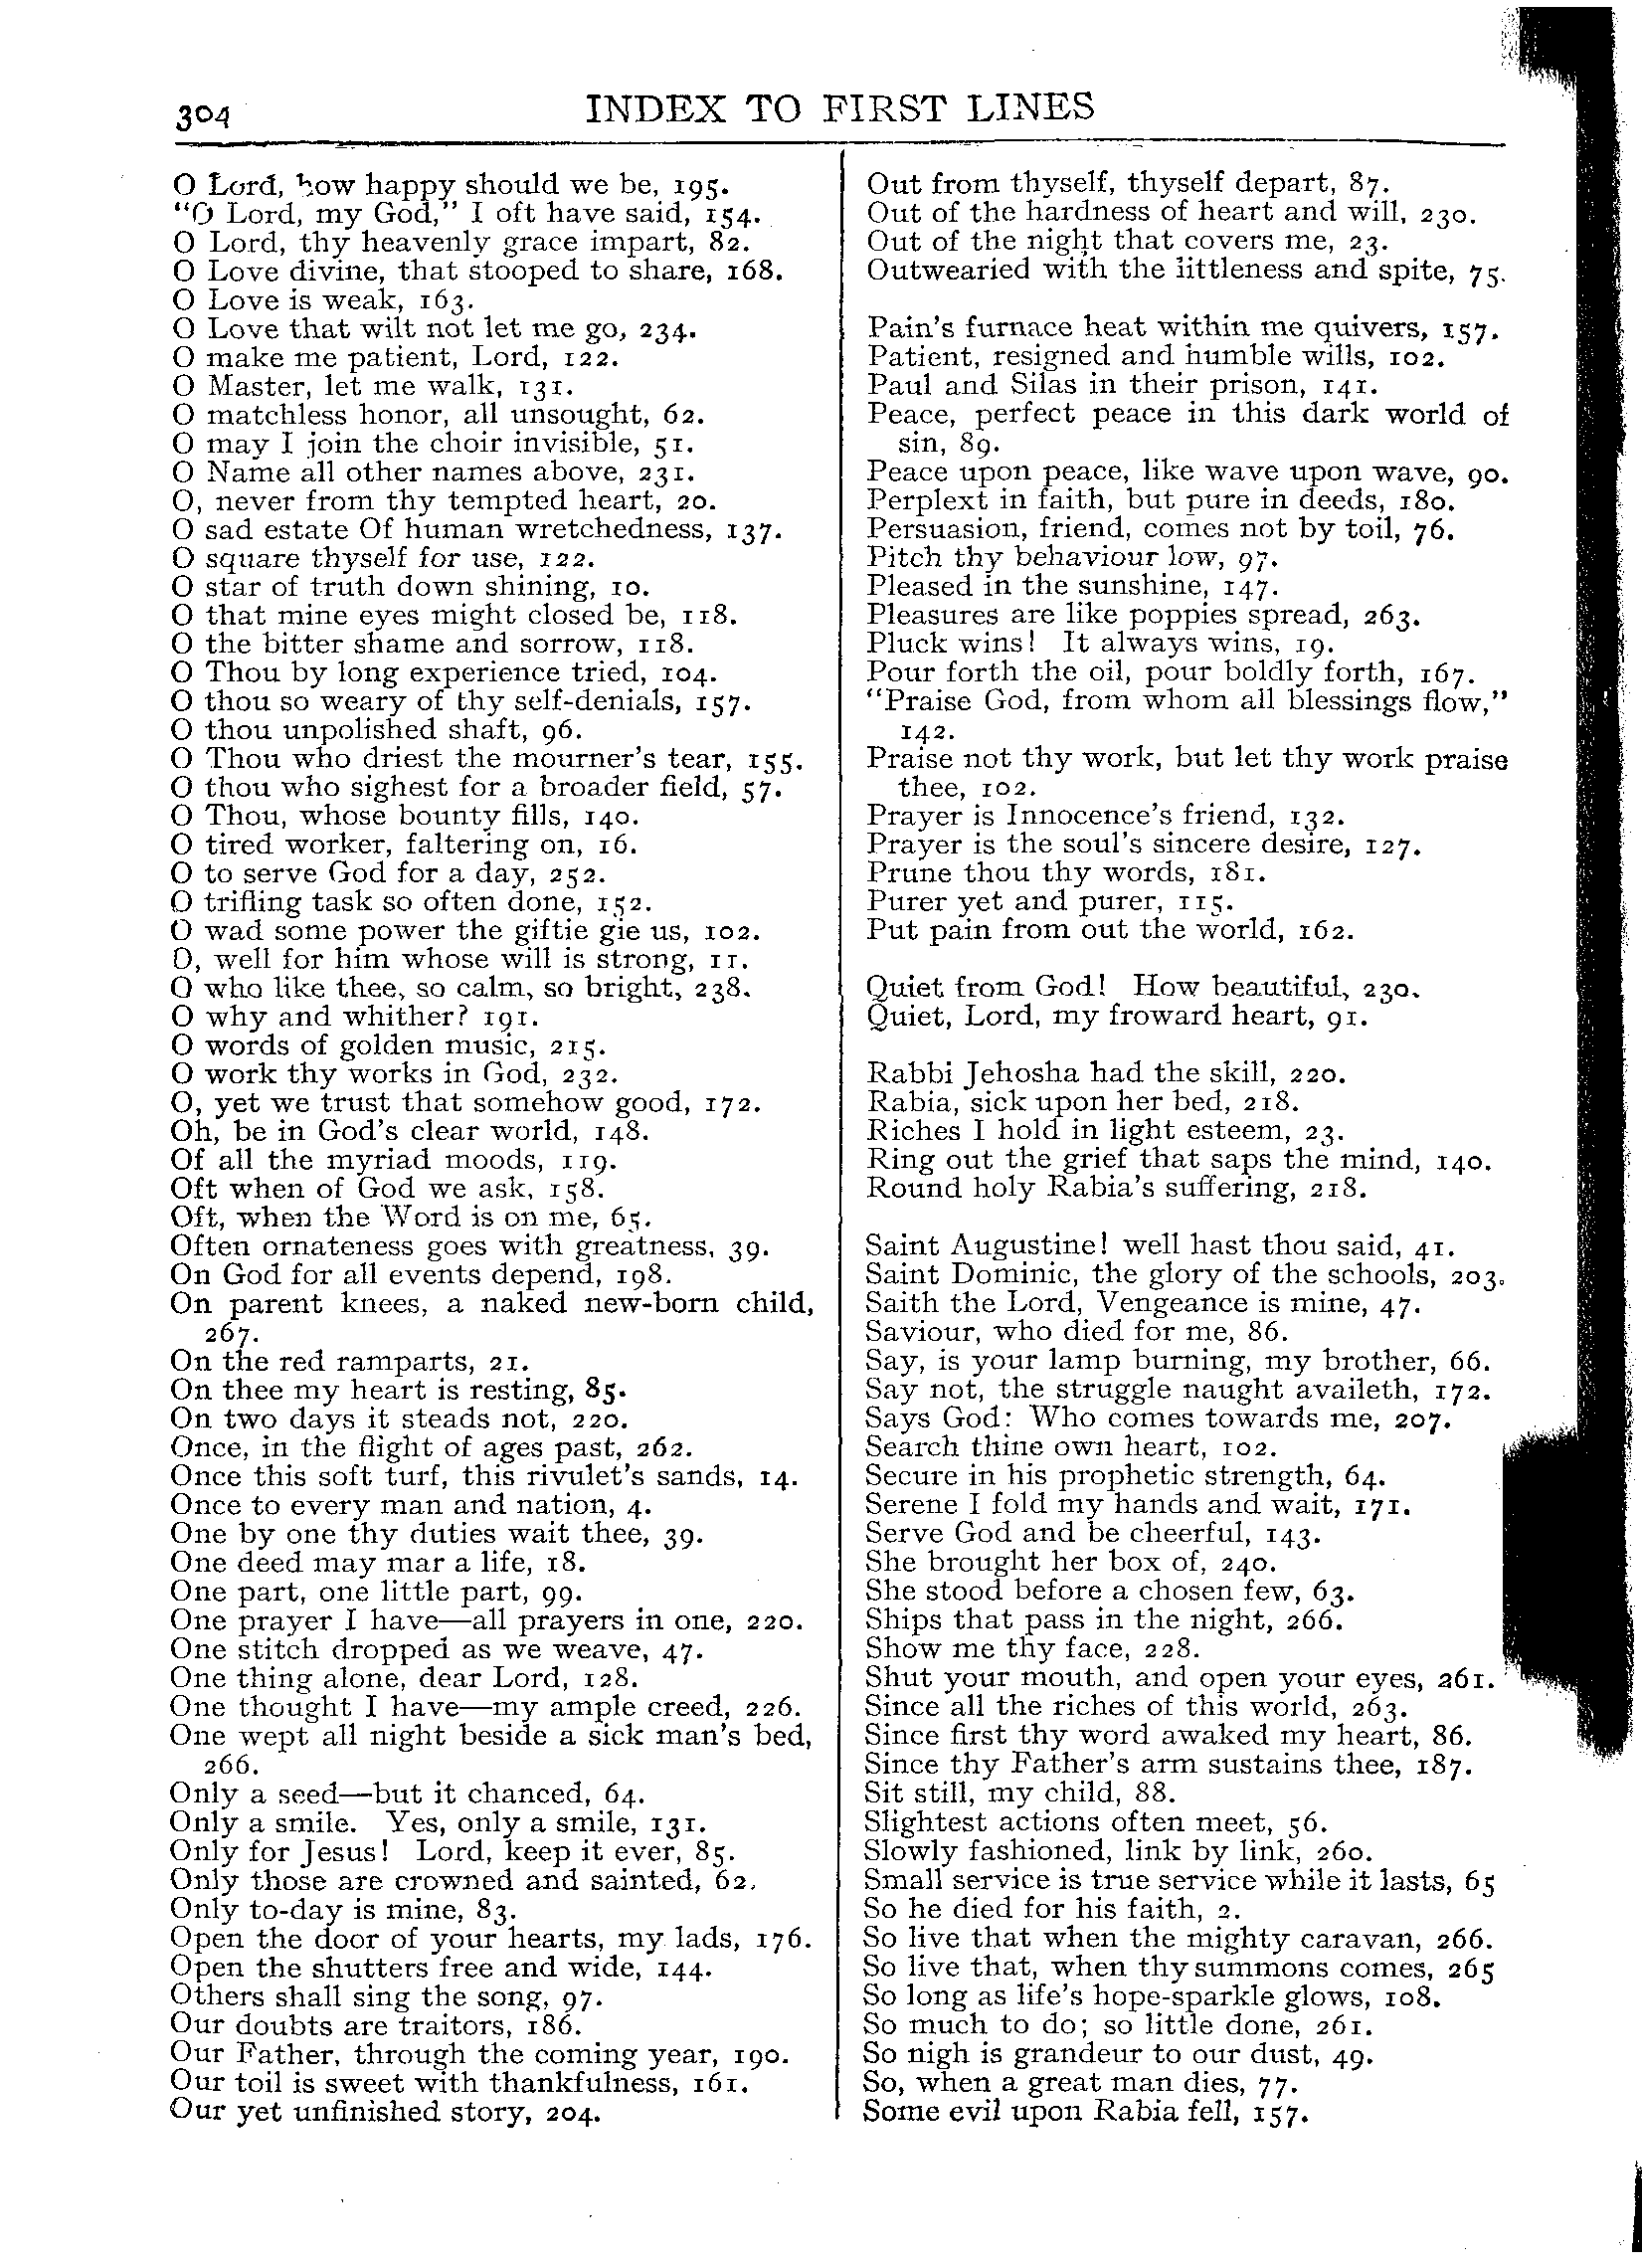 304
INDEX TO FIRST LINES
O Lord, how happy should we be, 195.
"O Lord, my God," I oft have said, 154.
O Lord, thy heavenly grace impart, 82.
O Love divine, that stooped to share, 168.
O Love is weak, 163.
O Love that wilt not let me go, 234.
O make me patient, Lord, 122.
O Master, let me walk, 131.
O matchless honor, all unsought, 62.
O may I join the choir invisible, 51.
O Name all other names above, 231.
O, never from thy tempted heart, 20.
O sad estate Of human wretchedness, 137.
O square thyself for use, 122.
O star of truth down shining, 10.
O that mine eyes might closed be, 118.
O the bitter shame and sorrow, 118.
O Thou by long experience tried, 104.
O thou so weary of thy self-denials, 157.
O thou unpolished shaft, 96.
O Thou who driest the mourner's tear, 155.
O thou who sighest for a broader field, 57.
O Thou, whose bounty fills, 140.
O tired worker, faltering on, 16.
O to serve God for a day, 252.
O trifling task so often done, 152.
O wad some power the giftie gie us, 102.
O, well for him whose will is strong, 11.
O who like thee, so calm, so bright, 238.
O why and whither? 191.
O words of golden music, 215.
O work thy works in God, 232.
O, yet we trust that somehow good, 172.
Oh, be in God's clear world, 148.
Of all the myriad moods, 119.
Oft when of God we ask, 158.
Oft, when the Word is on me, 65.
Often ornateness goes with greatness, 39.
On God for all events depend, 198.
On parent knees, a naked new-born child,
267.
On the red ramparts, 21.
On thee my heart is resting, 85.
On two days it steads not, 220.
Once, in the flight of ages past, 262.
Once this soft turf, this rivulet's sands, 14.
Once to every man and nation, 4.
One by one thy duties wait thee, 39.
One deed may mar a life, 18.
One part, one little part, 99.
One prayer I have—all prayers in one, 220.
One stitch dropped as we weave, 47.
One thing alone, dear Lord, 128.
One thought I have—my ample creed, 226.
One wept all night beside a sick man's bed,
266.
Only a seed—but it chanced, 64.
Only a smile. Yes, only a smile, 131.
Only for Jesus! Lord, keep it ever, 85.
Only those are crowned and sainted, 62.
Only to-day is mine, 83.
Open the door of your hearts, my lads, 176.
Open the shutters free and wide, 144.
Others shall sing the song, 97.
Our doubts are traitors, 186.
Our Father, through the coming year, 190.
Our toil is sweet with thankfulness, 161.
Our yet unfinished story, 204.
Out from thyself, thyself depart, 87.
Out of the hardness of heart and will, 230.
Out of the night that covers me, 23.
Outwearied with the littleness and spite, 75.
Pain's furnace heat within me quivers, 157.
Patient, resigned and humble wills, 102.
Paul and Silas in their prison, 141.
Peace, perfect peace in this dark world of
sin, 89.
Peace upon peace, like wave upon wave, 90.
Perplext in faith, but pure in deeds, 180.
Persuasion, friend, comes not by toil, 76.
Pitch thy behaviour low, 97.
Pleased in the sunshine, 147.
Pleasures are like poppies spread, 263.
Pluck wins! It always wins, 19.
Pour forth the oil, pour boldly forth, 167.
"Praise God, from whom all blessings flow,"
142.
Praise not thy work, but let thy work praise
thee, 102.
Prayer is Innocence's friend, 132.
Prayer is the soul's sincere desire, 127.
Prune thou thy words, 181.
Purer yet and purer, 115.
Put pain from out the world, 162.
Quiet from God! How beautiful, 230.
Quiet, Lord, my froward heart, 91.
Rabbi Jehosha had the skill, 220.
Rabia, sick upon her bed, 218.
Riches I hold in light esteem, 23.
Ring out the grief that saps the mind, 140.
Round holy Rabia's suffering, 218.
Saint Augustine! well hast thou said, 41.
Saint Dominic, the glory of the schools, 203.
Saith the Lord, Vengeance is mine, 47.
Saviour, who died for me, 86.
Say, is your lamp burning, my brother, 66.
Say not, the struggle naught availeth, 172.
Says God: Who comes towards me, 207.
Search thine own heart, 102.
Secure in his prophetic strength, 64.
Serene I fold my hands and wait, 171.
Serve God and be cheerful, 143.
She brought her box of, 240.
She stood before a chosen few, 63.
Ships that pass in the night, 266.
Show me thy face, 228.
Shut your mouth, and open your eyes, 261.
Since all the riches of this world, 263.
Since first thy word awaked my heart, 86.
Since thy Father's arm sustains thee, 187.
Sit still, my child, 88.
Slightest actions often meet, 56.
Slowly fashioned, link by link, 260.
Small service is true service while it lasts, 65
So he died for his faith, 2.
So live that when the mighty caravan, 266.
So live that, when thy summons comes, 265
So long as life's hope-sparkle glows, 108.
So much to do; so little done, 261.
So nigh is grandeur to our dust, 49.
So, when a great man dies, 77.
Some evil upon Rabia fell, 157.